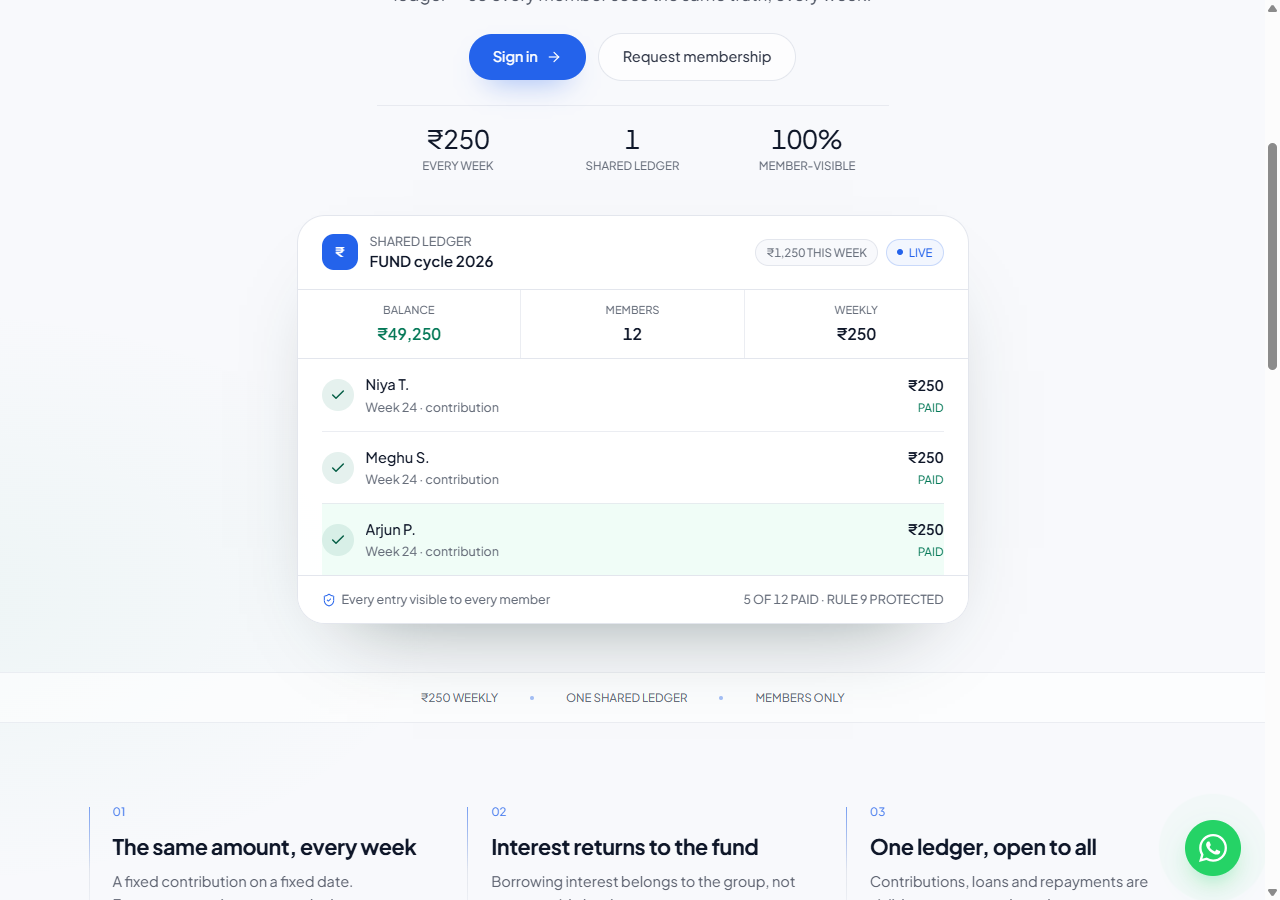 Sign in →
Request membership
₹250
EVERY WEEK
1
SHARED LEDGER
100%
MEMBER-VISIBLE
₹
SHARED LEDGER
FUND cycle 2026
₹1,250 THIS WEEK
LIVE
BALANCE
₹49,250
MEMBERS
12
WEEKLY
₹250
Niya T.
Week 24 · contribution
₹250
PAID
Meghu S.
Week 24 · contribution
₹250
PAID
Arjun P.
Week 24 · contribution
₹250
PAID
Every entry visible to every member
5 OF 12 PAID · RULE 9 PROTECTED
₹250 WEEKLY • ONE SHARED LEDGER • MEMBERS ONLY
01
The same amount, every week
A fixed contribution on a fixed date.
02
Interest returns to the fund
Borrowing interest belongs to the group, not
03
One ledger, open to all
Contributions, loans and repayments are